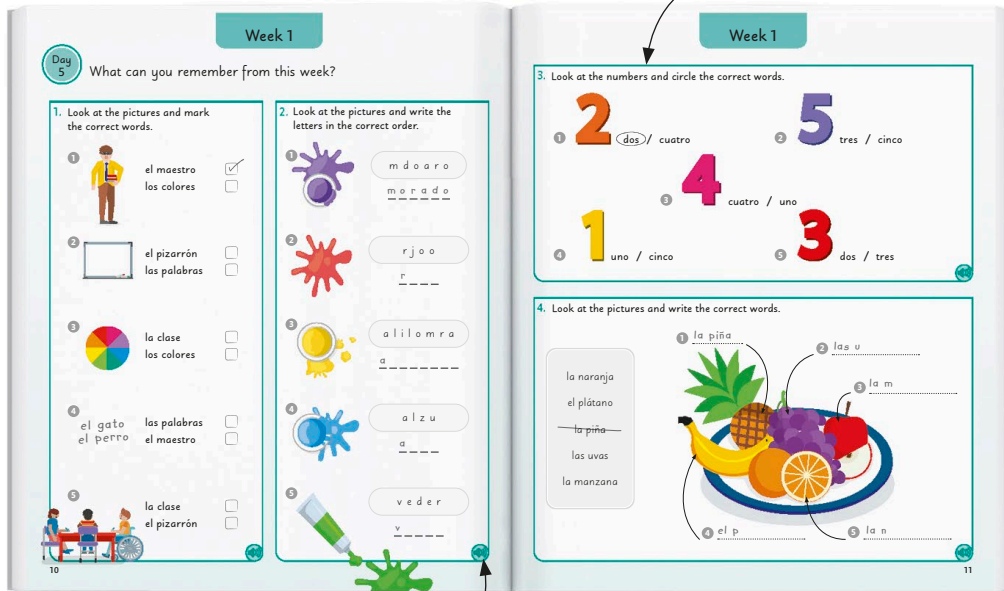 Week 1
Day
5
What can you remember from this week?
1. Look at the pictures and mark
the correct words.
1
el maestro
los colores
2
el pizarrón
las palabras
3
la clase
los colores
4
el gato
el perro
las palabras
el maestro
5
la clase
el pizarrón
2. Look at the pictures and write the
letters in the correct order.
1
m d o a r o
m o r a d o
2
r j o o
r
3
a l i l o m r a
a
4
a l z u
a
5
v e d e r
v
10
Week 1
3. Look at the numbers and circle the correct words.
1 2 dos / cuatro
2 5 tres / cinco
3 4 cuatro / uno
4 1 uno / cinco
5 3 dos / tres
4. Look at the pictures and write the correct words.
la naranja
el plátano
la piña
las uvas
la manzana
1 la piña
2 las u
3 la m
4 el p
5 la n
11